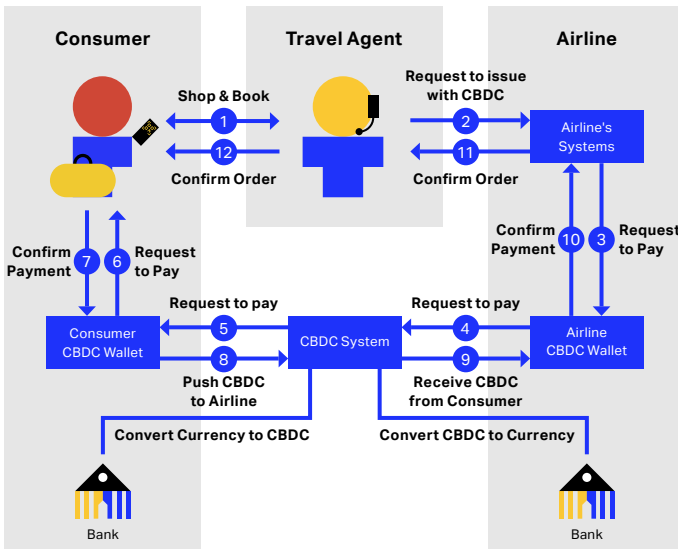 Consumer
Travel Agent
Airline
Shop & Book
1
12
Confirm Order
Request to issue
with CBDC
2
11
Confirm Order
Airline's
Systems
Confirm
Payment
7
6
Request
to Pay
Confirm
Payment
10
3
Request
to Pay
Consumer
CBDC Wallet
Request to pay
5
8
Push CBDC
to Airline
CBDC System
Request to pay
4
9
Receive CBDC
from Consumer
Airline
CBDC Wallet
Convert Currency to CBDC
Convert CBDC to Currency
Bank
Bank